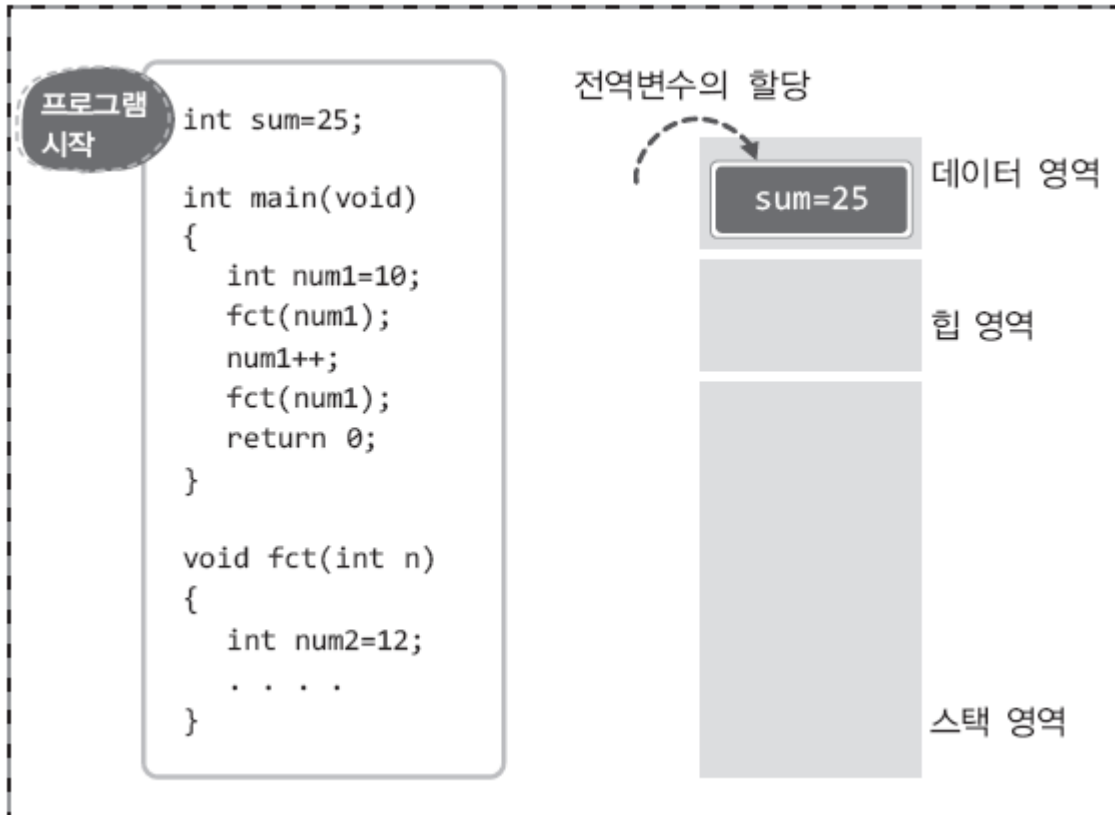 프로그램
시작
int sum=25;
int main(void)
{
int num1=10;
fct(num1);
num1++;
fct(num1);
return 0;
}
void fct(int n)
{
int num2=12;
. . . .
}
전역변수의 할당
sum=25
데이터 영역
힙 영역
스택 영역